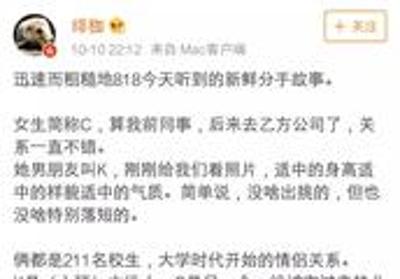 绯伽
+ 关注
10-10 22:12 来自 Mac客户端
迅速而粗糙地818今天听到的新鲜分手故事。
女生简称C，算我前同事，后来去乙方公司了，关
系一直不错。
她男朋友叫K，刚刚给我们看照片，适中的身高适
中的样貌适中的气质。简单说，没啥出挑的，但也
没啥特别落短的。
俩都是211名校生，大学时代开始的情侣关系。